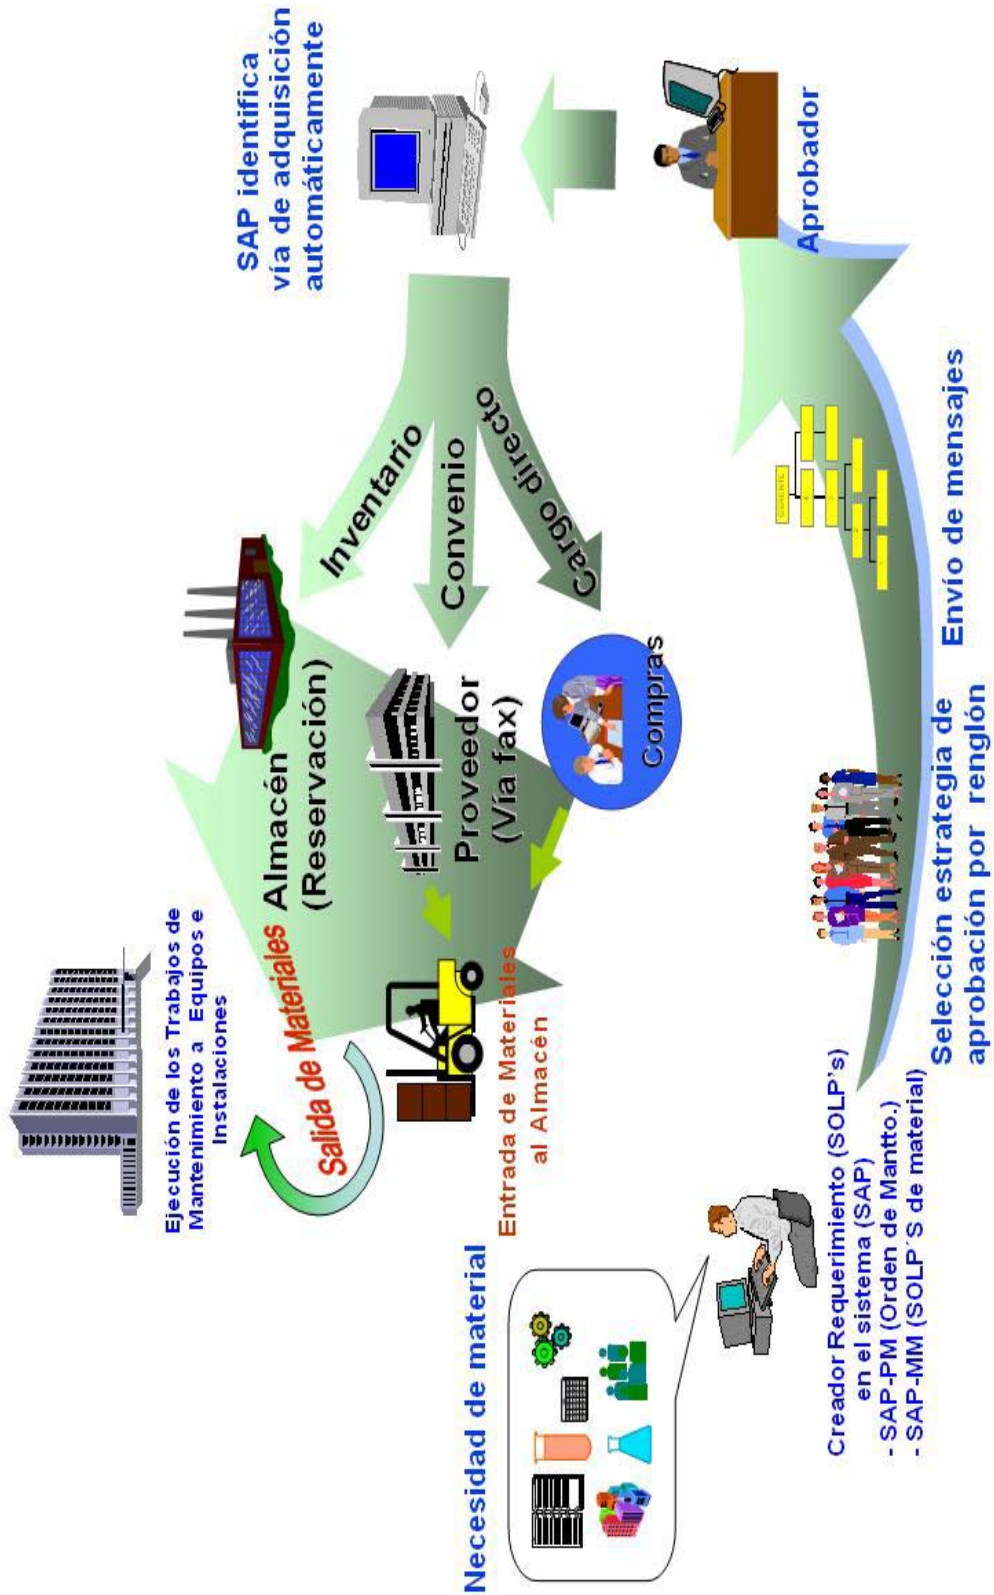 Necesidad de material
Creador Requerimiento (SOLP's)
en el sistema (SAP)
- SAP-PM (Orden de Mantto.)
- SAP-MM (SOLP´S de material)
Selección estrategia de
aprobación por renglón
Envío de mensajes
GERENTE
Aprobador
SAP identifica
vía de adquisición
automáticamente
Inventario
Convenio
Cargo directo
Almacén
(Reservación)
Proveedor
(Vía fax)
Compras
Entrada de Materiales
al Almacén
Salida de Materiales
Ejecución de los Trabajos de
Mantenimiento a Equipos e
Instalaciones